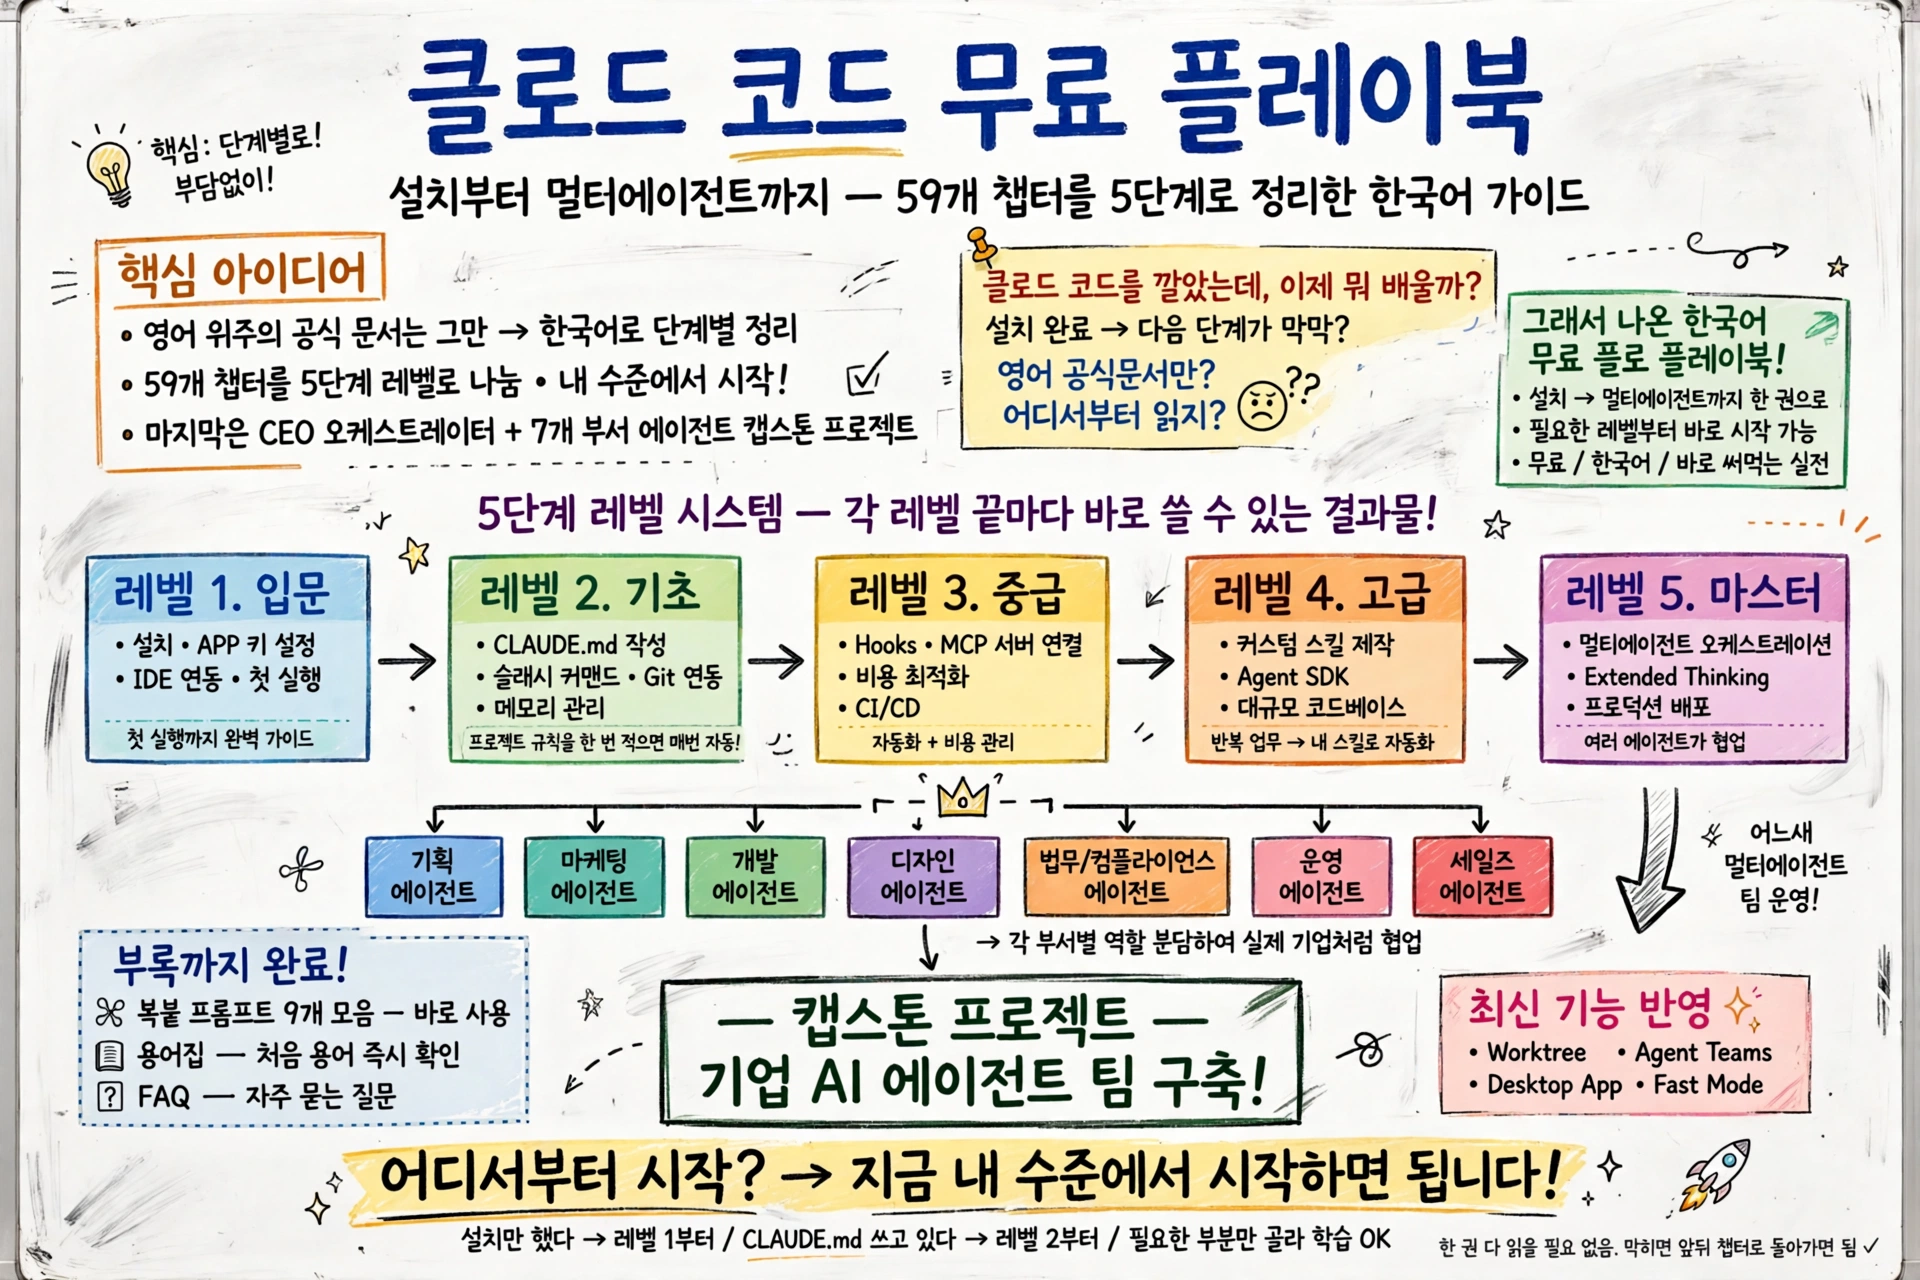 클로드 코드 무료 플레이북
핵심: 단계별로!
부담없이!
설치부터 멀터에이전트까지 — 59개 챕터를 5단계로 정리한 한국어 가이드
핵심 아이디어
• 영어 위주의 공식 문서는 그만 → 한국어로 단계별 정리
• 59개 챕터를 5단계 레벨로 나눔 • 내 수준에서 시작!
• 마지막은 CEO 오케스트레이터 + 7개 부서 에이전트 캡스톤 프로젝트
클로드 코드를 깔았는데, 이제 뭐 배울까?
설치 완료 → 다음 단계가 막막?
영어 공식문서만?
어디서부터 읽지?
??
그래서 나온 한국어
무료 플로 플레이북!
• 설치 → 멀티에이전트까지 한 권으로
• 필요한 레벨부터 바로 시작 가능
• 무료 / 한국어 / 바로 써먹는 실전
5단계 레벨 시스템 — 각 레벨 끝마다 바로 쓸 수 있는 결과물!
레벨 1. 입문
• 설치 • APP 키 설정
• IDE 연동 • 첫 실행
첫 실행까지 완벽 가이드
레벨 2. 기초
• CLAUDE.md 작성
• 슬래시 커맨드 • Git 연동
• 메모리 관리
프로젝트 규칙을 한 번 적으면 매번 자동!
레벨 3. 중급
• Hooks • MCP 서버 연결
• 비용 최적화
• CI/CD
자동화 + 비용 관리
레벨 4. 고급
• 커스텀 스킬 제작
• Agent SDK
• 대규모 코드베이스
반복 업무 → 내 스킬로 자동화
레벨 5. 마스터
• 멀티에이전트 오케스트레이션
• Extended Thinking
• 프로덕션 배포
여러 에이전트가 협업
기획
에이전트
마케팅
에이전트
개발
에이전트
디자인
에이전트
법무/컴플라이언스
에이전트
운영
에이전트
세일즈
에이전트
어느새
멀티에이전트
팀 운영!
→ 각 부서별 역할 분담하여 실제 기업처럼 협업
부록까지 완료!
복붙 프롬프트 9개 모음 — 바로 사용
용어집 — 처음 용어 즉시 확인
? FAQ — 자주 묻는 질문
— 캡스톤 프로젝트 —
기업 AI 에이전트 팀 구축!
최신 기능 반영
• Worktree • Agent Teams
• Desktop App • Fast Mode
어디서부터 시작? → 지금 내 수준에서 시작하면 됩니다!
설치만 했다 → 레벨 1부터 / CLAUDE.md 쓰고 있다 → 레벨 2부터 / 필요한 부분만 골라 학습 OK
한 권 다 읽을 필요 없음. 막히면 앞뒤 챕터로 돌아가면 됨 ✓